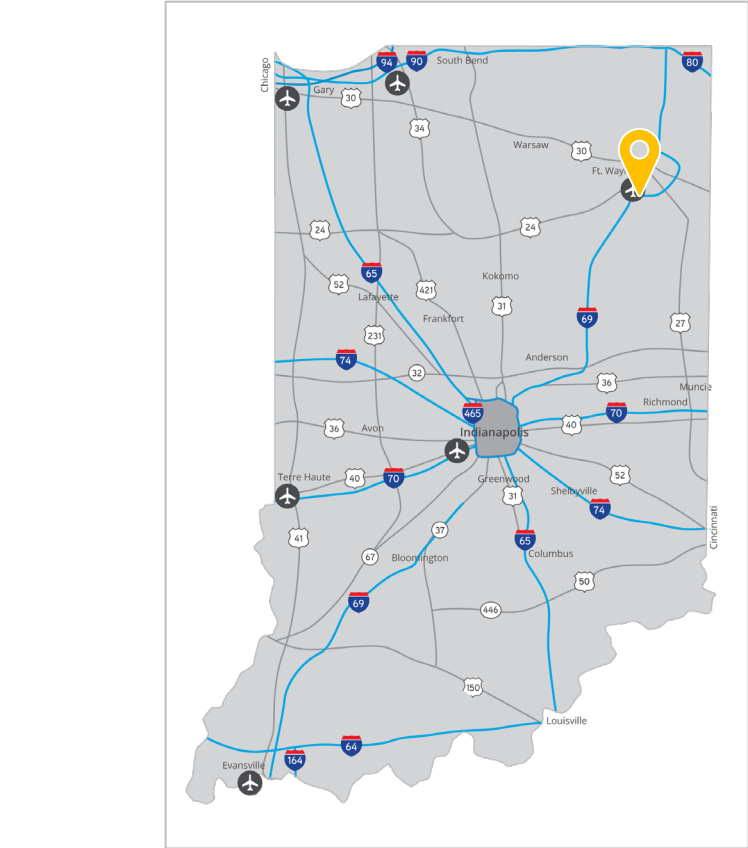 Chicago
94
90
South Bend
80
Gary
30
34
Warsaw
30
Ft. Way
24
24
65
52
421
Kokomo
31
Lafayette
Frankfort
69
27
231
74
32
Anderson
36
Muncie
465
70
Richmond
36
Avon
40
Indianapolis
Terre Haute
40
70
Greenwood
31
Shelbyville
52
74
Cincinnati
41
37
67
Bloomington
65
Columbus
50
69
446
150
Louisville
64
164
Evansville